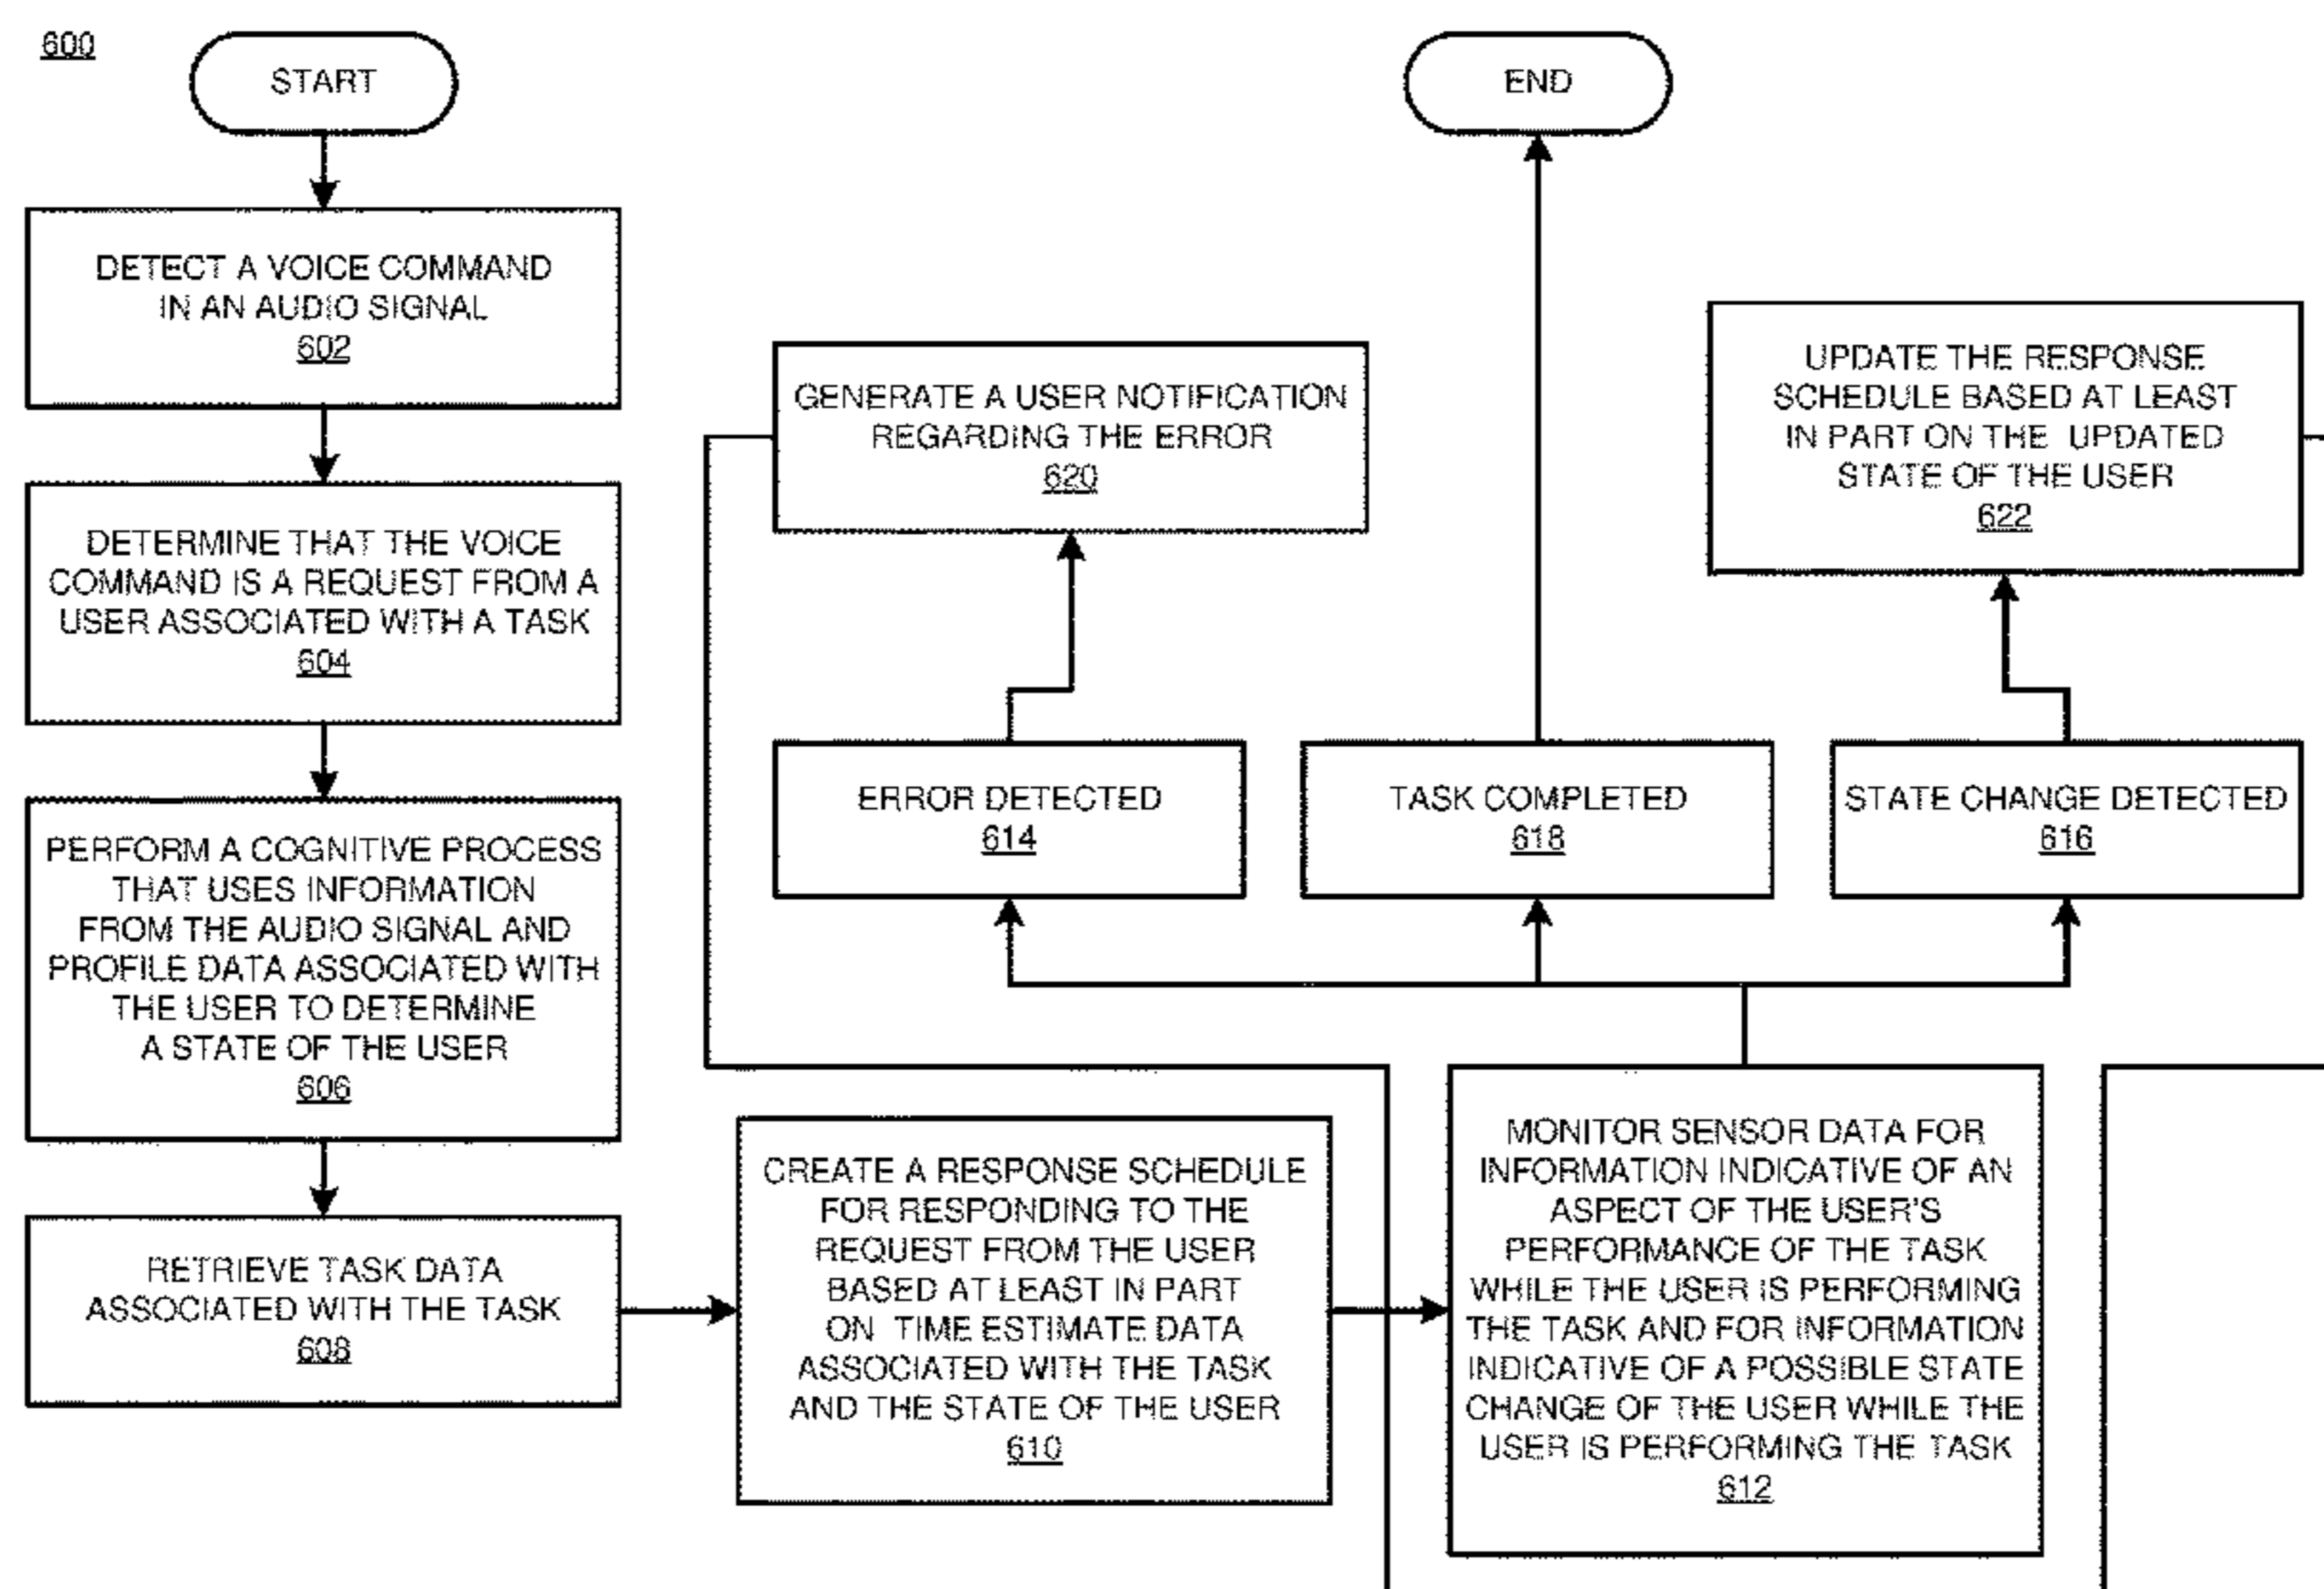 600
START
DETECT A VOICE COMMAND
IN AN AUDIO SIGNAL
602
DETERMINE THAT THE VOICE
COMMAND IS A REQUEST FROM A
USER ASSOCIATED WITH A TASK
604
PERFORM A COGNITIVE PROCESS
THAT USES INFORMATION
FROM THE AUDIO SIGNAL AND
PROFILE DATA ASSOCIATED WITH
THE USER TO DETERMINE
A STATE OF THE USER
606
RETRIEVE TASK DATA
ASSOCIATED WITH THE TASK
608
CREATE A RESPONSE SCHEDULE
FOR RESPONDING TO THE
REQUEST FROM THE USER
BASED AT LEAST IN PART
ON TIME ESTIMATE DATA
ASSOCIATED WITH THE TASK
AND THE STATE OF THE USER
610
MONITOR SENSOR DATA FOR
INFORMATION INDICATIVE OF AN
ASPECT OF THE USER'S
PERFORMANCE OF THE TASK
WHILE THE USER IS PERFORMING
THE TASK AND FOR INFORMATION
INDICATIVE OF A POSSIBLE STATE
CHANGE OF THE USER WHILE THE
USER IS PERFORMING THE TASK
612
ERROR DETECTED
614
TASK COMPLETED
618
STATE CHANGE DETECTED
616
GENERATE A USER NOTIFICATION
REGARDING THE ERROR
620
END
UPDATE THE RESPONSE
SCHEDULE BASED AT LEAST
IN PART ON THE UPDATED
STATE OF THE USER
622